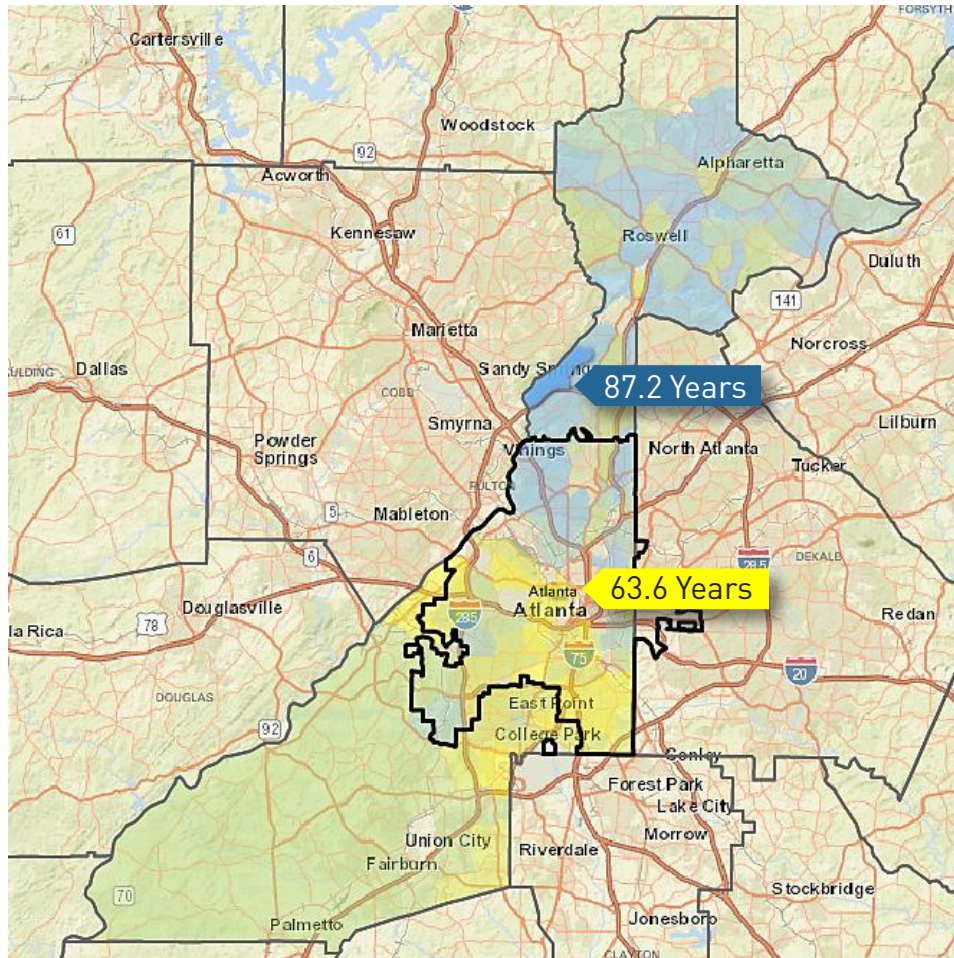 FORSYTH
Cartersville
Woodstock
92
Alpharetta
Acworth
61
Kennesaw
Roswell
Duluth
141
Marietta
Norcross
Dallas
Sandy Springs
COBB
87.2 Years
Smyrna
Lilburn
Powder
Springs
Vinings
North Atlanta
Tucker
FULTON
5
Mableton
6
DEKALB
285
Atlanta
63.6 Years
Douglasville
Atlanta
285
Redan
la Rica
78
75
20
DOUGLAS
East Point
92
College Park
Conley
Forest Park
Lake City
Union City
Riverdale
Morrow
Fairburn
70
Stockbridge
Palmetto
Jonesboro
CLAYTON